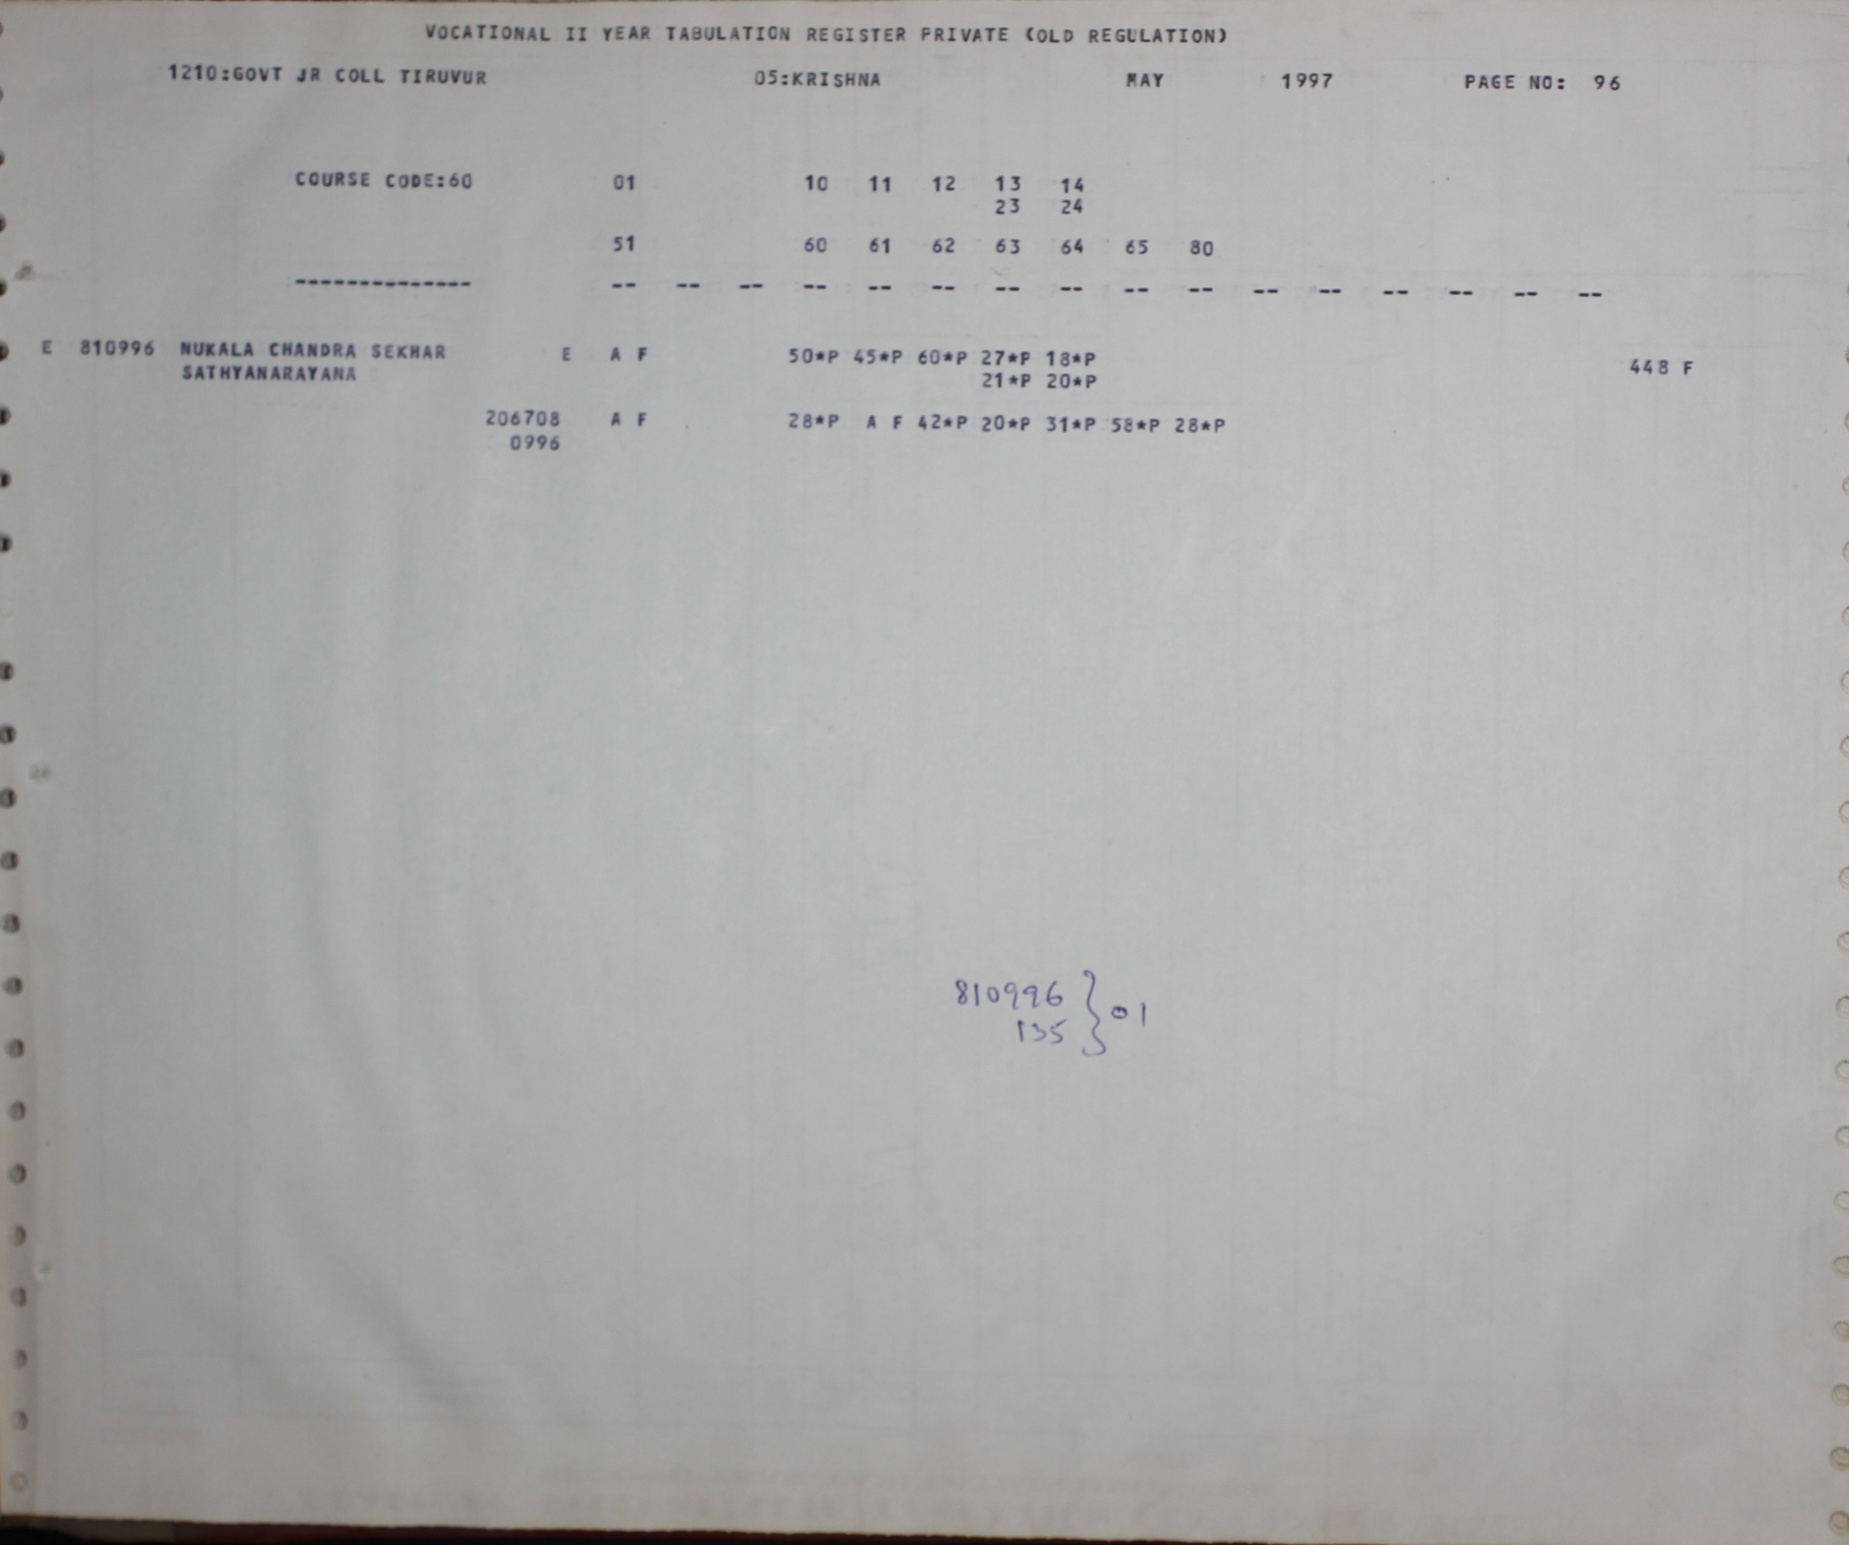 VOCATIONAL II YEAR TABULATION REGISTER PRIVATE (OLD REGULATION)
1210:GOVT JR COLL TIRUVUR 05:KRISHNA MAY 1997 PAGE NO: 96
COURSE CODE:60 01 10 11 12 13 14
23 24
51 60 61 62 63 64 65 80
-------------- -- -- -- -- -- -- -- -- -- -- -- -- -- -- -- --
E 810996 NUKALA CHANDRA SEKHAR E A F 50*P 45*P 60*P 27*P 18*P 448 F
SATHYANARAYANA 21*P 20*P
206708 A F 28*P A F 42*P 20*P 31*P 58*P 28*P
0996
810996 } 01
135